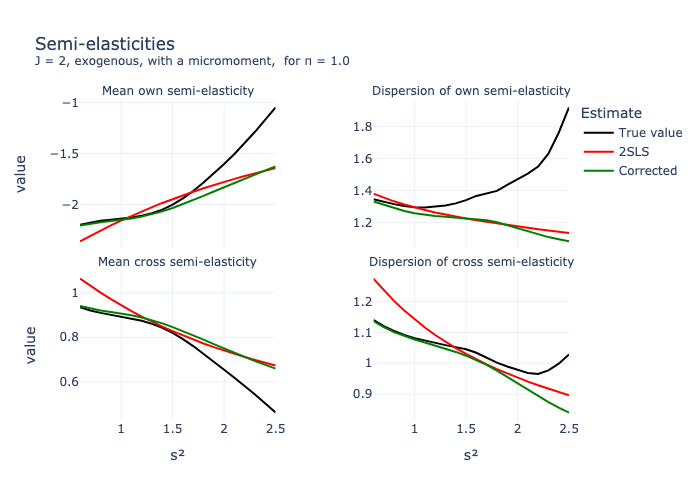 Semi-elasticities
J = 2, exogenous, with a micromoment,  for π = 1.0
Mean own semi-elasticity
Dispersion of own semi-elasticity
Estimate
True value
2SLS
Corrected
−1
−1.5
−2
value
1.8
1.6
1.4
1.2
Mean cross semi-elasticity
Dispersion of cross semi-elasticity
1
0.8
0.6
value
1.2
1.1
1
0.9
1
1.5
2
2.5
1
1.5
2
2.5
s²
s²